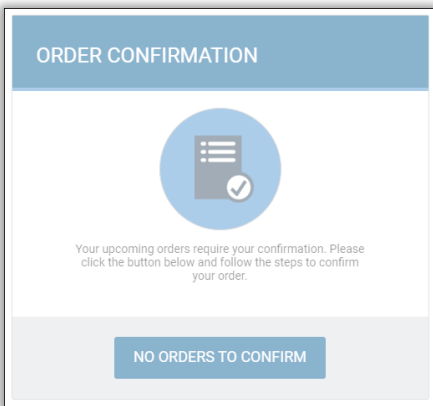 ORDER CONFIRMATION
Your upcoming orders require your confirmation. Please
click the button below and follow the steps to confirm
your order.
NO ORDERS TO CONFIRM